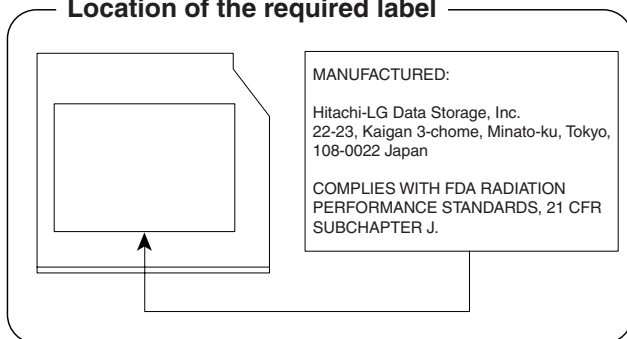 Location of the required label
MANUFACTURED:
Hitachi-LG Data Storage, Inc.
22-23, Kaigan 3-chome, Minato-ku, Tokyo,
108-0022 Japan
COMPLIES WITH FDA RADIATION
PERFORMANCE STANDARDS, 21 CFR
SUBCHAPTER J.